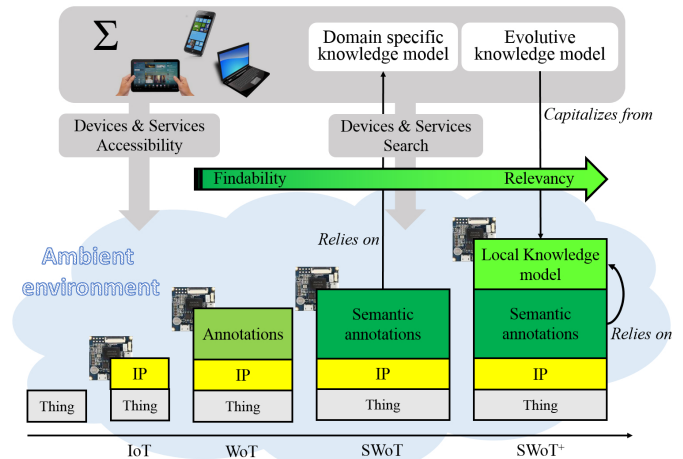 Σ
Domain specific
knowledge model
Evolutive
knowledge model
Devices & Services
Accessibility
Devices & Services
Search
Capitalizes from
Findability
Relevancy
Relies on
Ambient
environment
Local Knowledge
model
Annotations
Semantic
annotations
Semantic
annotations
Relies on
IP
IP
IP
IP
Thing
Thing
Thing
Thing
Thing
IoT
WoT
SWoT
SWoT⁺